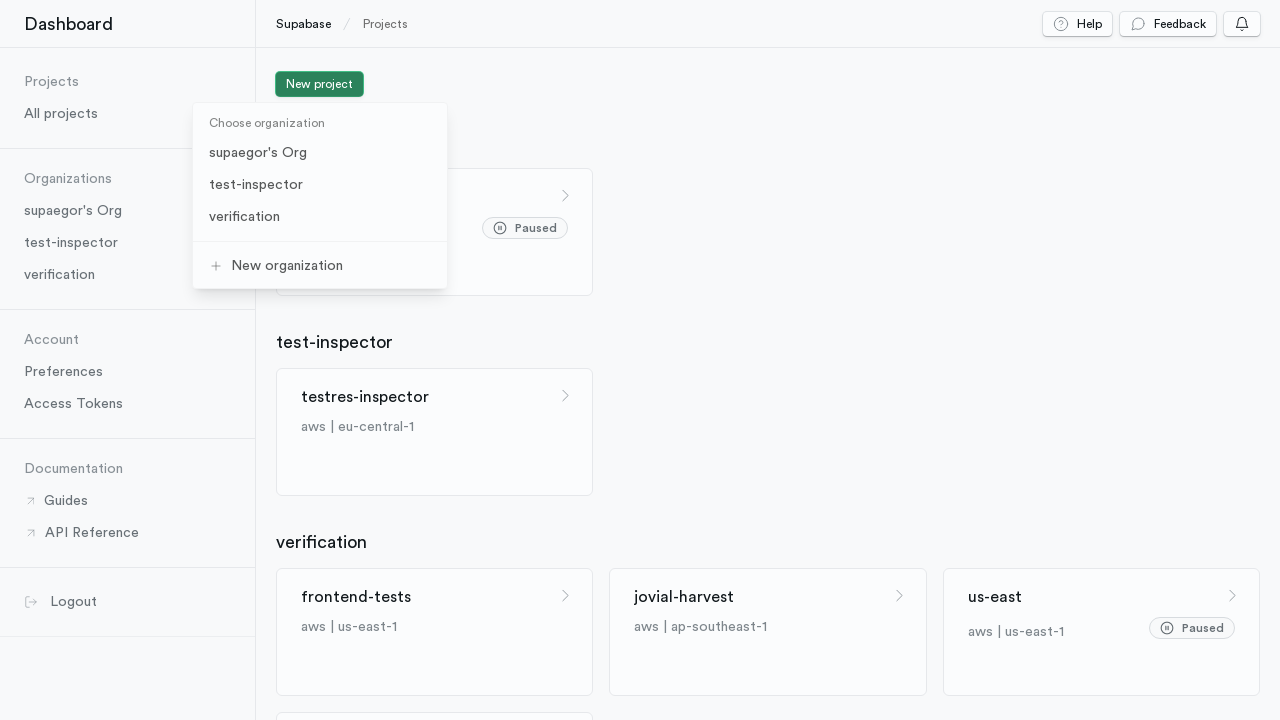 Dashboard
Supabase
Projects
Help
Feedback
Projects
All projects
Organizations
supaegor's Org
test-inspector
verification
Account
Preferences
Access Tokens
Documentation
Guides
API Reference
Logout
New project
Choose organization
supaegor's Org
test-inspector
verification
New organization
Paused
test-inspector
testres-inspector
aws | eu-central-1
verification
frontend-tests
aws | us-east-1
jovial-harvest
aws | ap-southeast-1
us-east
aws | us-east-1
Paused